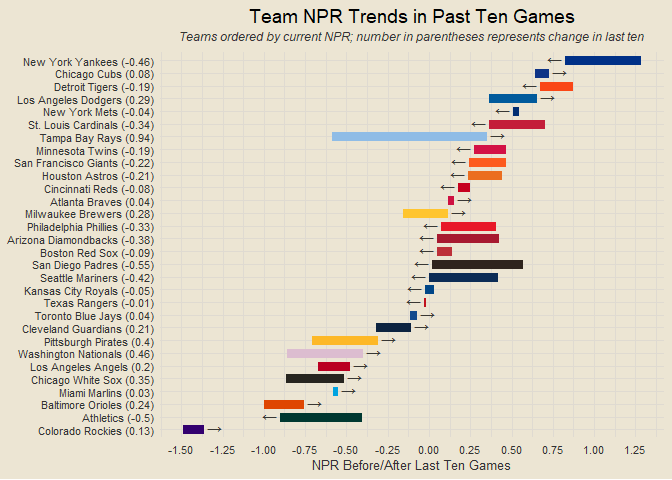 Team NPR Trends in Past Ten Games
Teams ordered by current NPR; number in parentheses represents change in last ten
New York Yankees (-0.46)
Chicago Cubs (0.08)
Detroit Tigers (-0.19)
Los Angeles Dodgers (0.29)
New York Mets (-0.04)
St. Louis Cardinals (-0.34)
Tampa Bay Rays (0.94)
Minnesota Twins (-0.19)
San Francisco Giants (-0.22)
Houston Astros (-0.21)
Cincinnati Reds (-0.08)
Atlanta Braves (0.04)
Milwaukee Brewers (0.28)
Philadelphia Phillies (-0.33)
Arizona Diamondbacks (-0.38)
Boston Red Sox (-0.09)
San Diego Padres (-0.55)
Seattle Mariners (-0.42)
Kansas City Royals (-0.05)
Texas Rangers (-0.01)
Toronto Blue Jays (0.04)
Cleveland Guardians (0.21)
Pittsburgh Pirates (0.4)
Washington Nationals (0.46)
Los Angeles Angels (0.2)
Chicago White Sox (0.35)
Miami Marlins (0.03)
Baltimore Orioles (0.24)
Athletics (-0.5)
Colorado Rockies (0.13)
-1.50 -1.25 -1.00 -0.75 -0.50 -0.25 0.00 0.25 0.50 0.75 1.00 1.25
NPR Before/After Last Ten Games